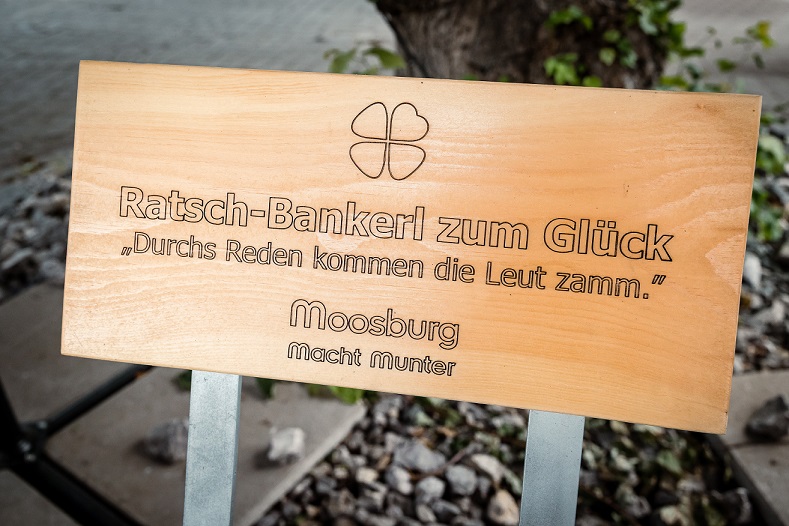 Ratsch-Bankerl zum Glück
„Durchs Reden kommen die Leut zamm.”
Moosburg
Macht Munter